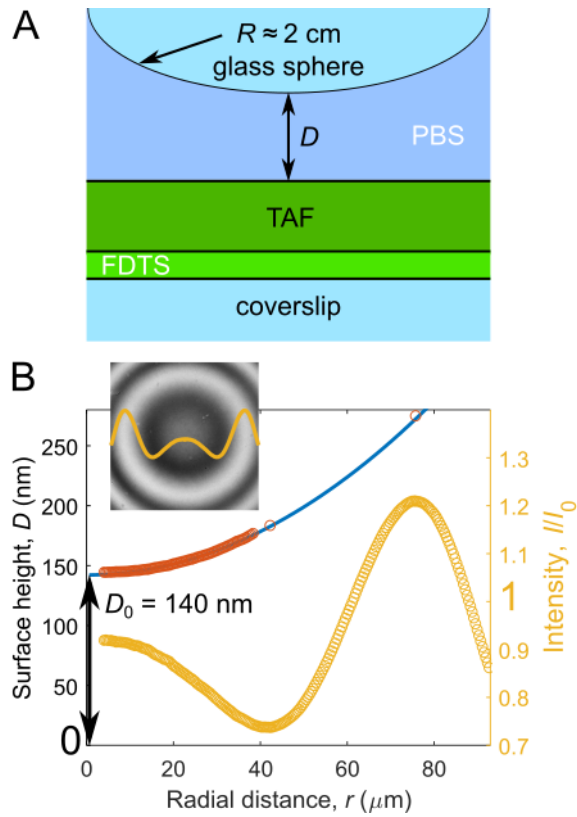 A
R ≈ 2 cm
glass sphere
D
PBS
TAF
FDTS
coverslip
B
Surface height, D (nm)
250
200
150
100
50
0
D₀ = 140 nm
1.3
1.2
1.1
1
0.9
0.8
0.7
Intensity, I/I₀
0 20 40 60 80
Radial distance, r (μm)